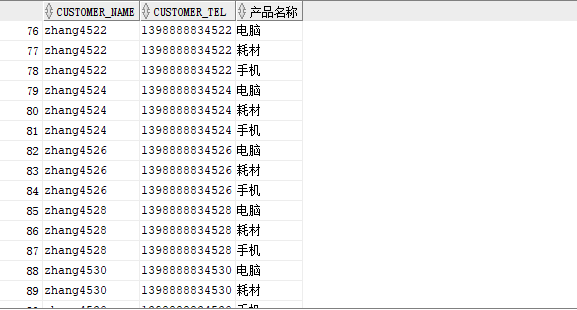 CUSTOMER_NAME CUSTOMER_TEL 产品名称
76 zhang4522 1398888834522 电脑
77 zhang4522 1398888834522 耗材
78 zhang4522 1398888834522 手机
79 zhang4524 1398888834524 电脑
80 zhang4524 1398888834524 耗材
81 zhang4524 1398888834524 手机
82 zhang4526 1398888834526 电脑
83 zhang4526 1398888834526 耗材
84 zhang4526 1398888834526 手机
85 zhang4528 1398888834528 电脑
86 zhang4528 1398888834528 耗材
87 zhang4528 1398888834528 手机
88 zhang4530 1398888834530 电脑
89 zhang4530 1398888834530 耗材